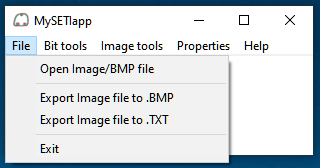 MySETIapp
File Bit tools Image tools Properties Help
Open Image/BMP file
Export Image file to .BMP
Export Image file to .TXT
Exit